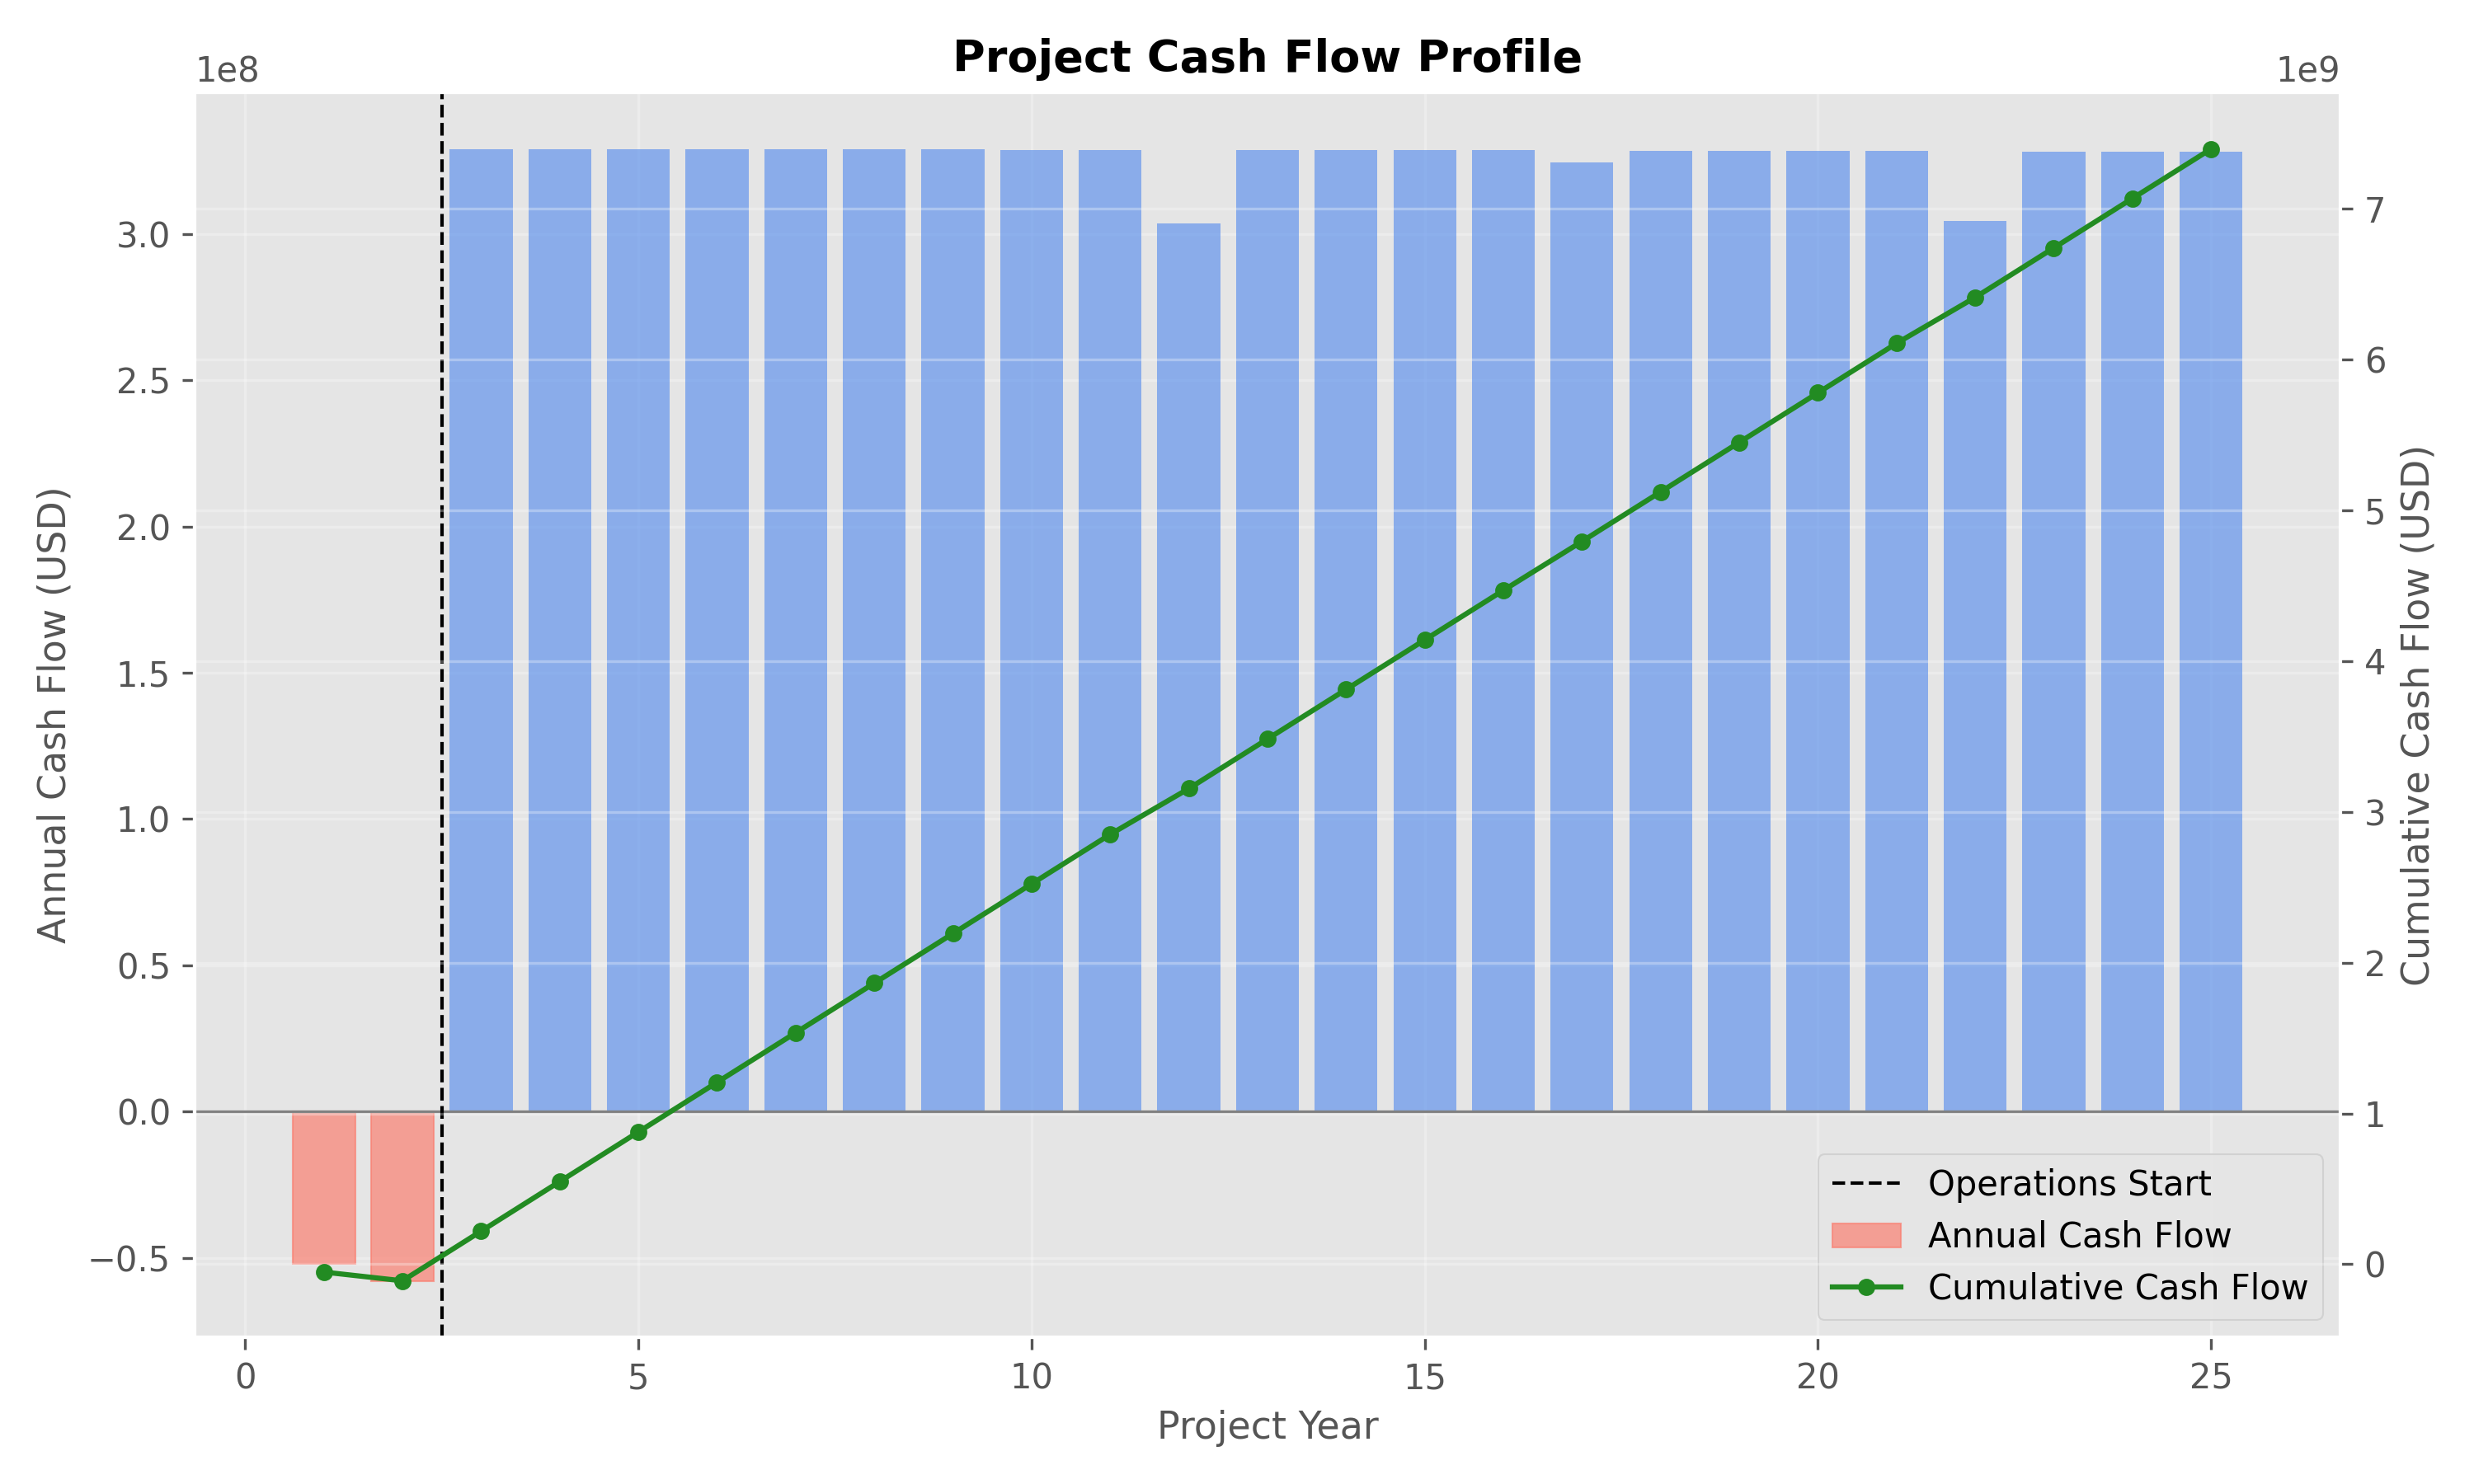 Project Cash Flow Profile
1e8
1e9
3.0
2.5
2.0
1.5
1.0
0.5
0.0
−0.5
Annual Cash Flow (USD)
7
6
5
4
3
2
1
0
Cumulative Cash Flow (USD)
Operations Start
Annual Cash Flow
Cumulative Cash Flow
0 5 10 15 20 25
Project Year